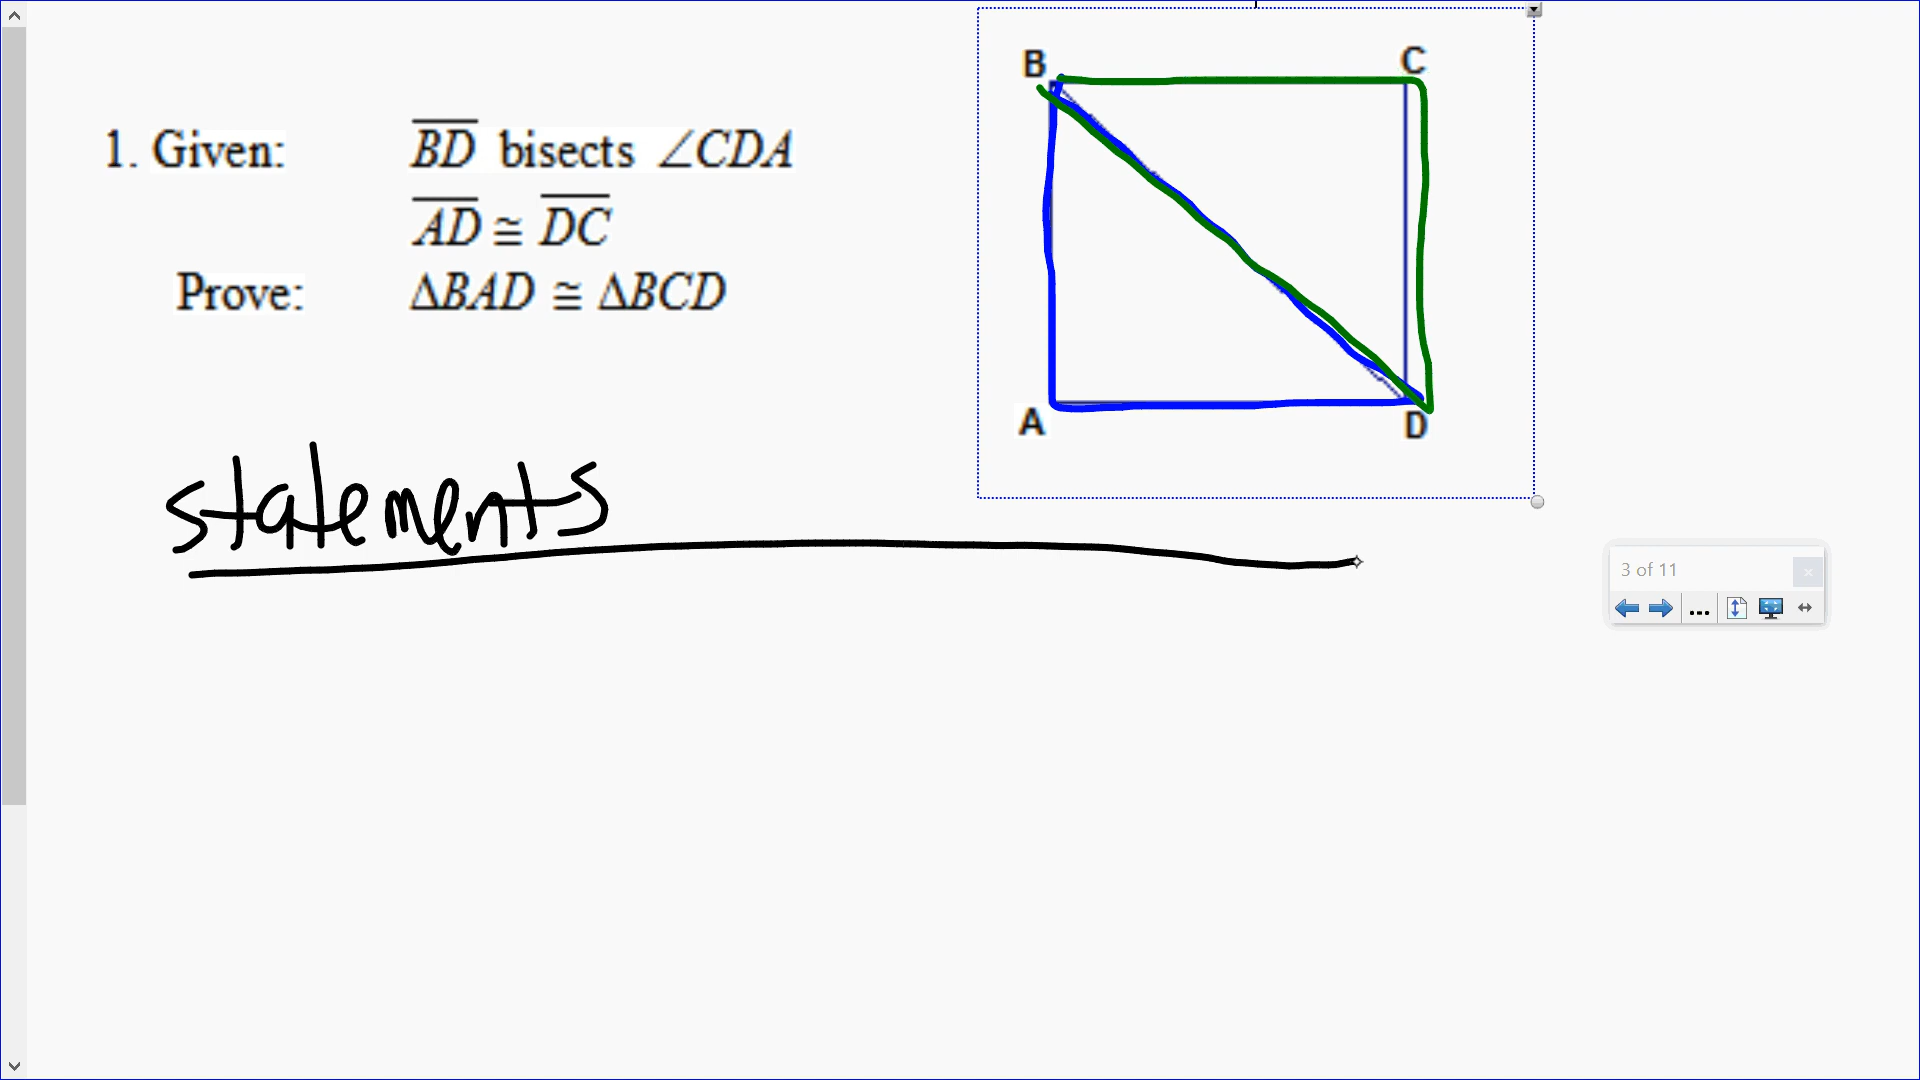 1. Given: BD bisects ∠CDA
AD ≅ DC
Prove: ΔBAD ≅ ΔBCD
B
C
A
D
statements
3 of 11
...